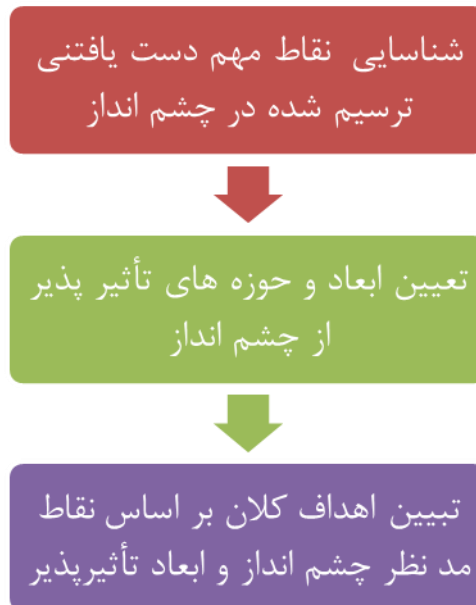 شناسایی نقاط مهم دست یافتنی
ترسیم شده در چشم انداز
تعیین ابعاد و حوزه های تأثیر پذیر
از چشم انداز
تبیین اهداف کلان بر اساس نقاط
مد نظر چشم انداز و ابعاد تأثیرپذیر